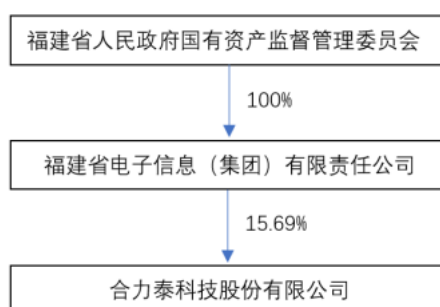 福建省人民政府国有资产监督管理委员会
100%
福建省电子信息（集团）有限责任公司
15.69%
合力泰科技股份有限公司